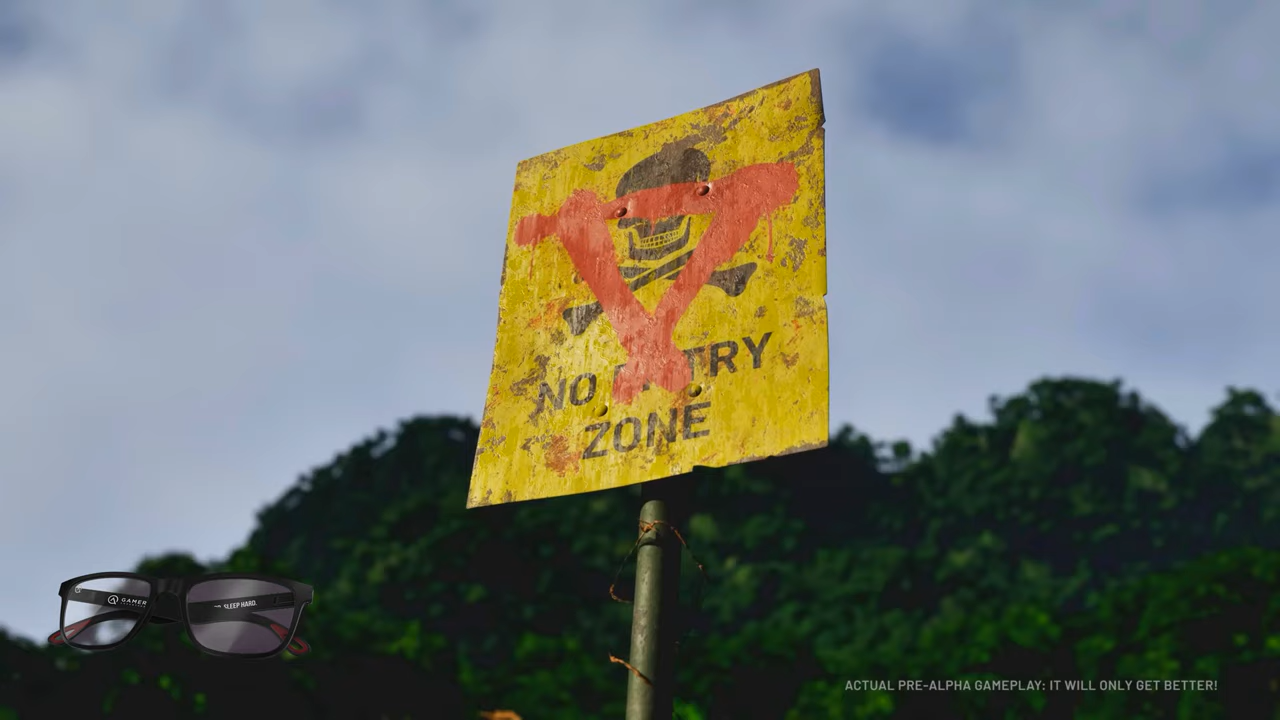 NO ENTRY
ZONE
GAMER
SLEEP HARD.
ACTUAL PRE-ALPHA GAMEPLAY: IT WILL ONLY GET BETTER!